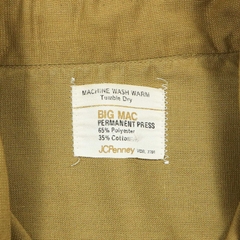 MACHINE WASH WARM
Tumble Dry
BIG MAC
PERMANENT PRESS
65% Polyester
35% Cotton
JCPenney